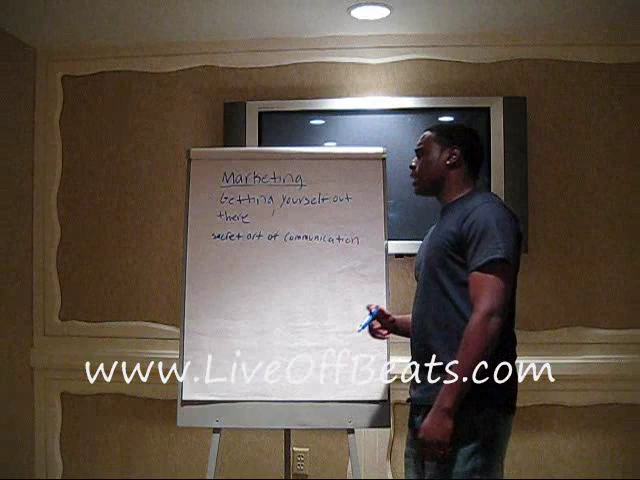 Marketing
Getting yourself out
there
secret art of communication
www.LiveOffBeats.com